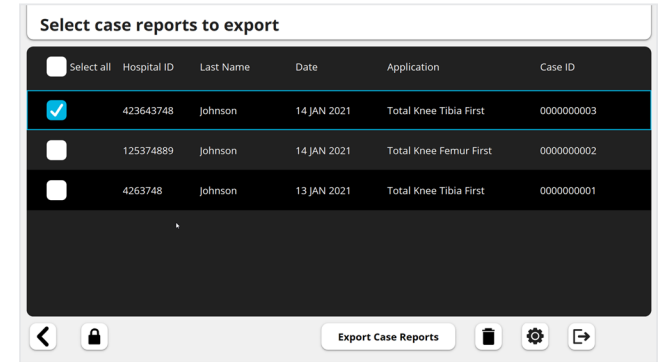 Select case reports to export
Select all Hospital ID Last Name Date Application Case ID
423643748 Johnson 14 JAN 2021 Total Knee Tibia First 0000000003
125374889 Johnson 14 JAN 2021 Total Knee Femur First 0000000002
4263748 Johnson 13 JAN 2021 Total Knee Tibia First 0000000001
Export Case Reports